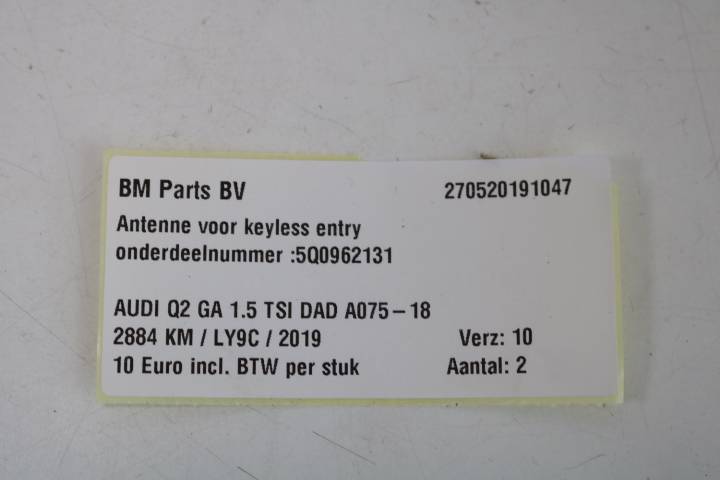 BM Parts BV 270520191047
Antenne voor keyless entry
onderdeelnummer :5Q0962131
AUDI Q2 GA 1.5 TSI DAD A075-18
2884 KM / LY9C / 2019 Verz: 10
10 Euro incl. BTW per stuk Aantal: 2